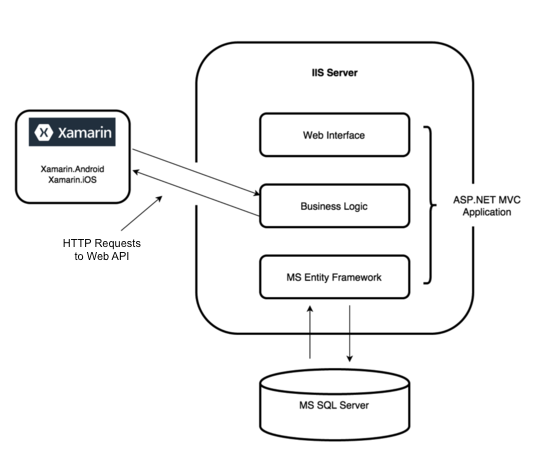 IIS Server
Web Interface
Xamarin
Xamarin.Android
Xamarin.iOS
Business Logic
ASP.NET MVC
Application
HTTP Requests
to Web API
MS Entity Framework
MS SQL Server